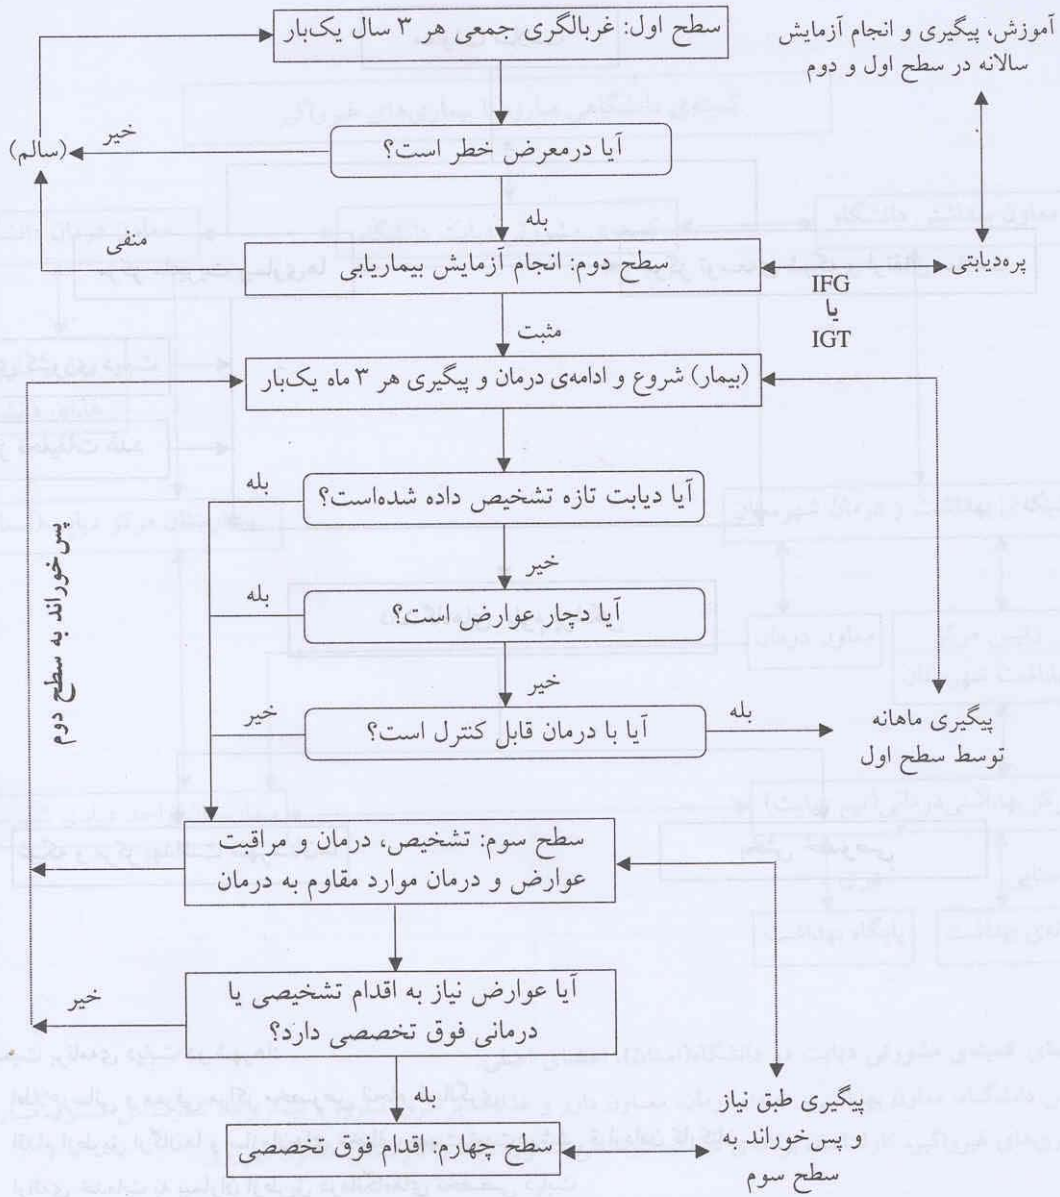 سطح اول: غربالگری جمعی هر ۳ سال یک‌بار
آموزش، پیگیری و انجام آزمایش
سالانه در سطح اول و دوم
آیا درمعرض خطر است؟
خیر
(سالم)
بله
منفی
سطح دوم: انجام آزمایش بیماریابی
IFG
یا
IGT
پره‌دیابتی
مثبت
(بیمار) شروع و ادامه‌ی درمان و پیگیری هر ۳ ماه یک‌بار
آیا دیابت تازه تشخیص داده شده‌است؟
بله
خیر
آیا دچار عوارض است؟
بله
خیر
آیا با درمان قابل کنترل است؟
خیر
بله
پیگیری ماهانه
توسط سطح اول
پس‌خوراند به سطح دوم
سطح سوم: تشخیص، درمان و مراقبت
عوارض و درمان موارد مقاوم به درمان
آیا عوارض نیاز به اقدام تشخیصی یا
درمانی فوق تخصصی دارد؟
خیر
بله
سطح چهارم: اقدام فوق تخصصی
پیگیری طبق نیاز
و پس‌خوراند به
سطح سوم